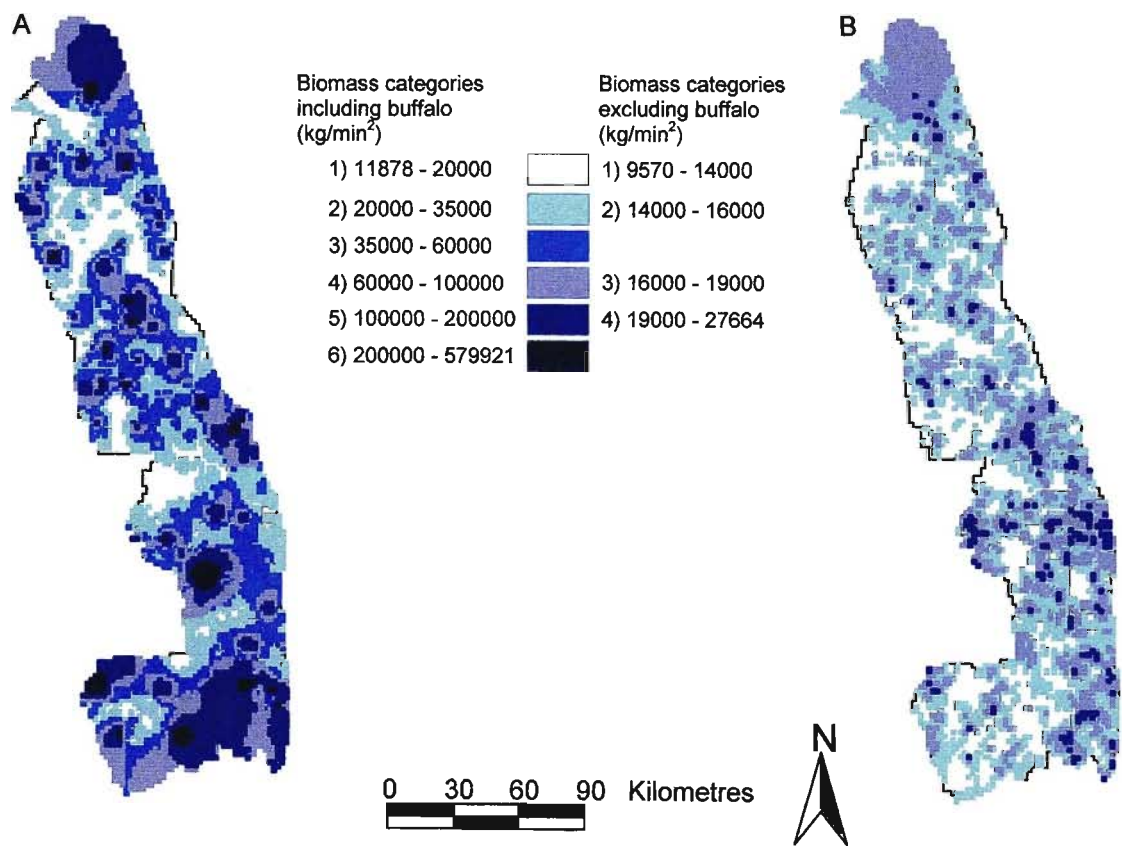 A
B
Biomass categories
including buffalo
(kg/min²)
1) 11878 - 20000
2) 20000 - 35000
3) 35000 - 60000
4) 60000 - 100000
5) 100000 - 200000
6) 200000 - 579921
Biomass categories
excluding buffalo
(kg/min²)
1) 9570 - 14000
2) 14000 - 16000
3) 16000 - 19000
4) 19000 - 27664
0 30 60 90 Kilometres
N